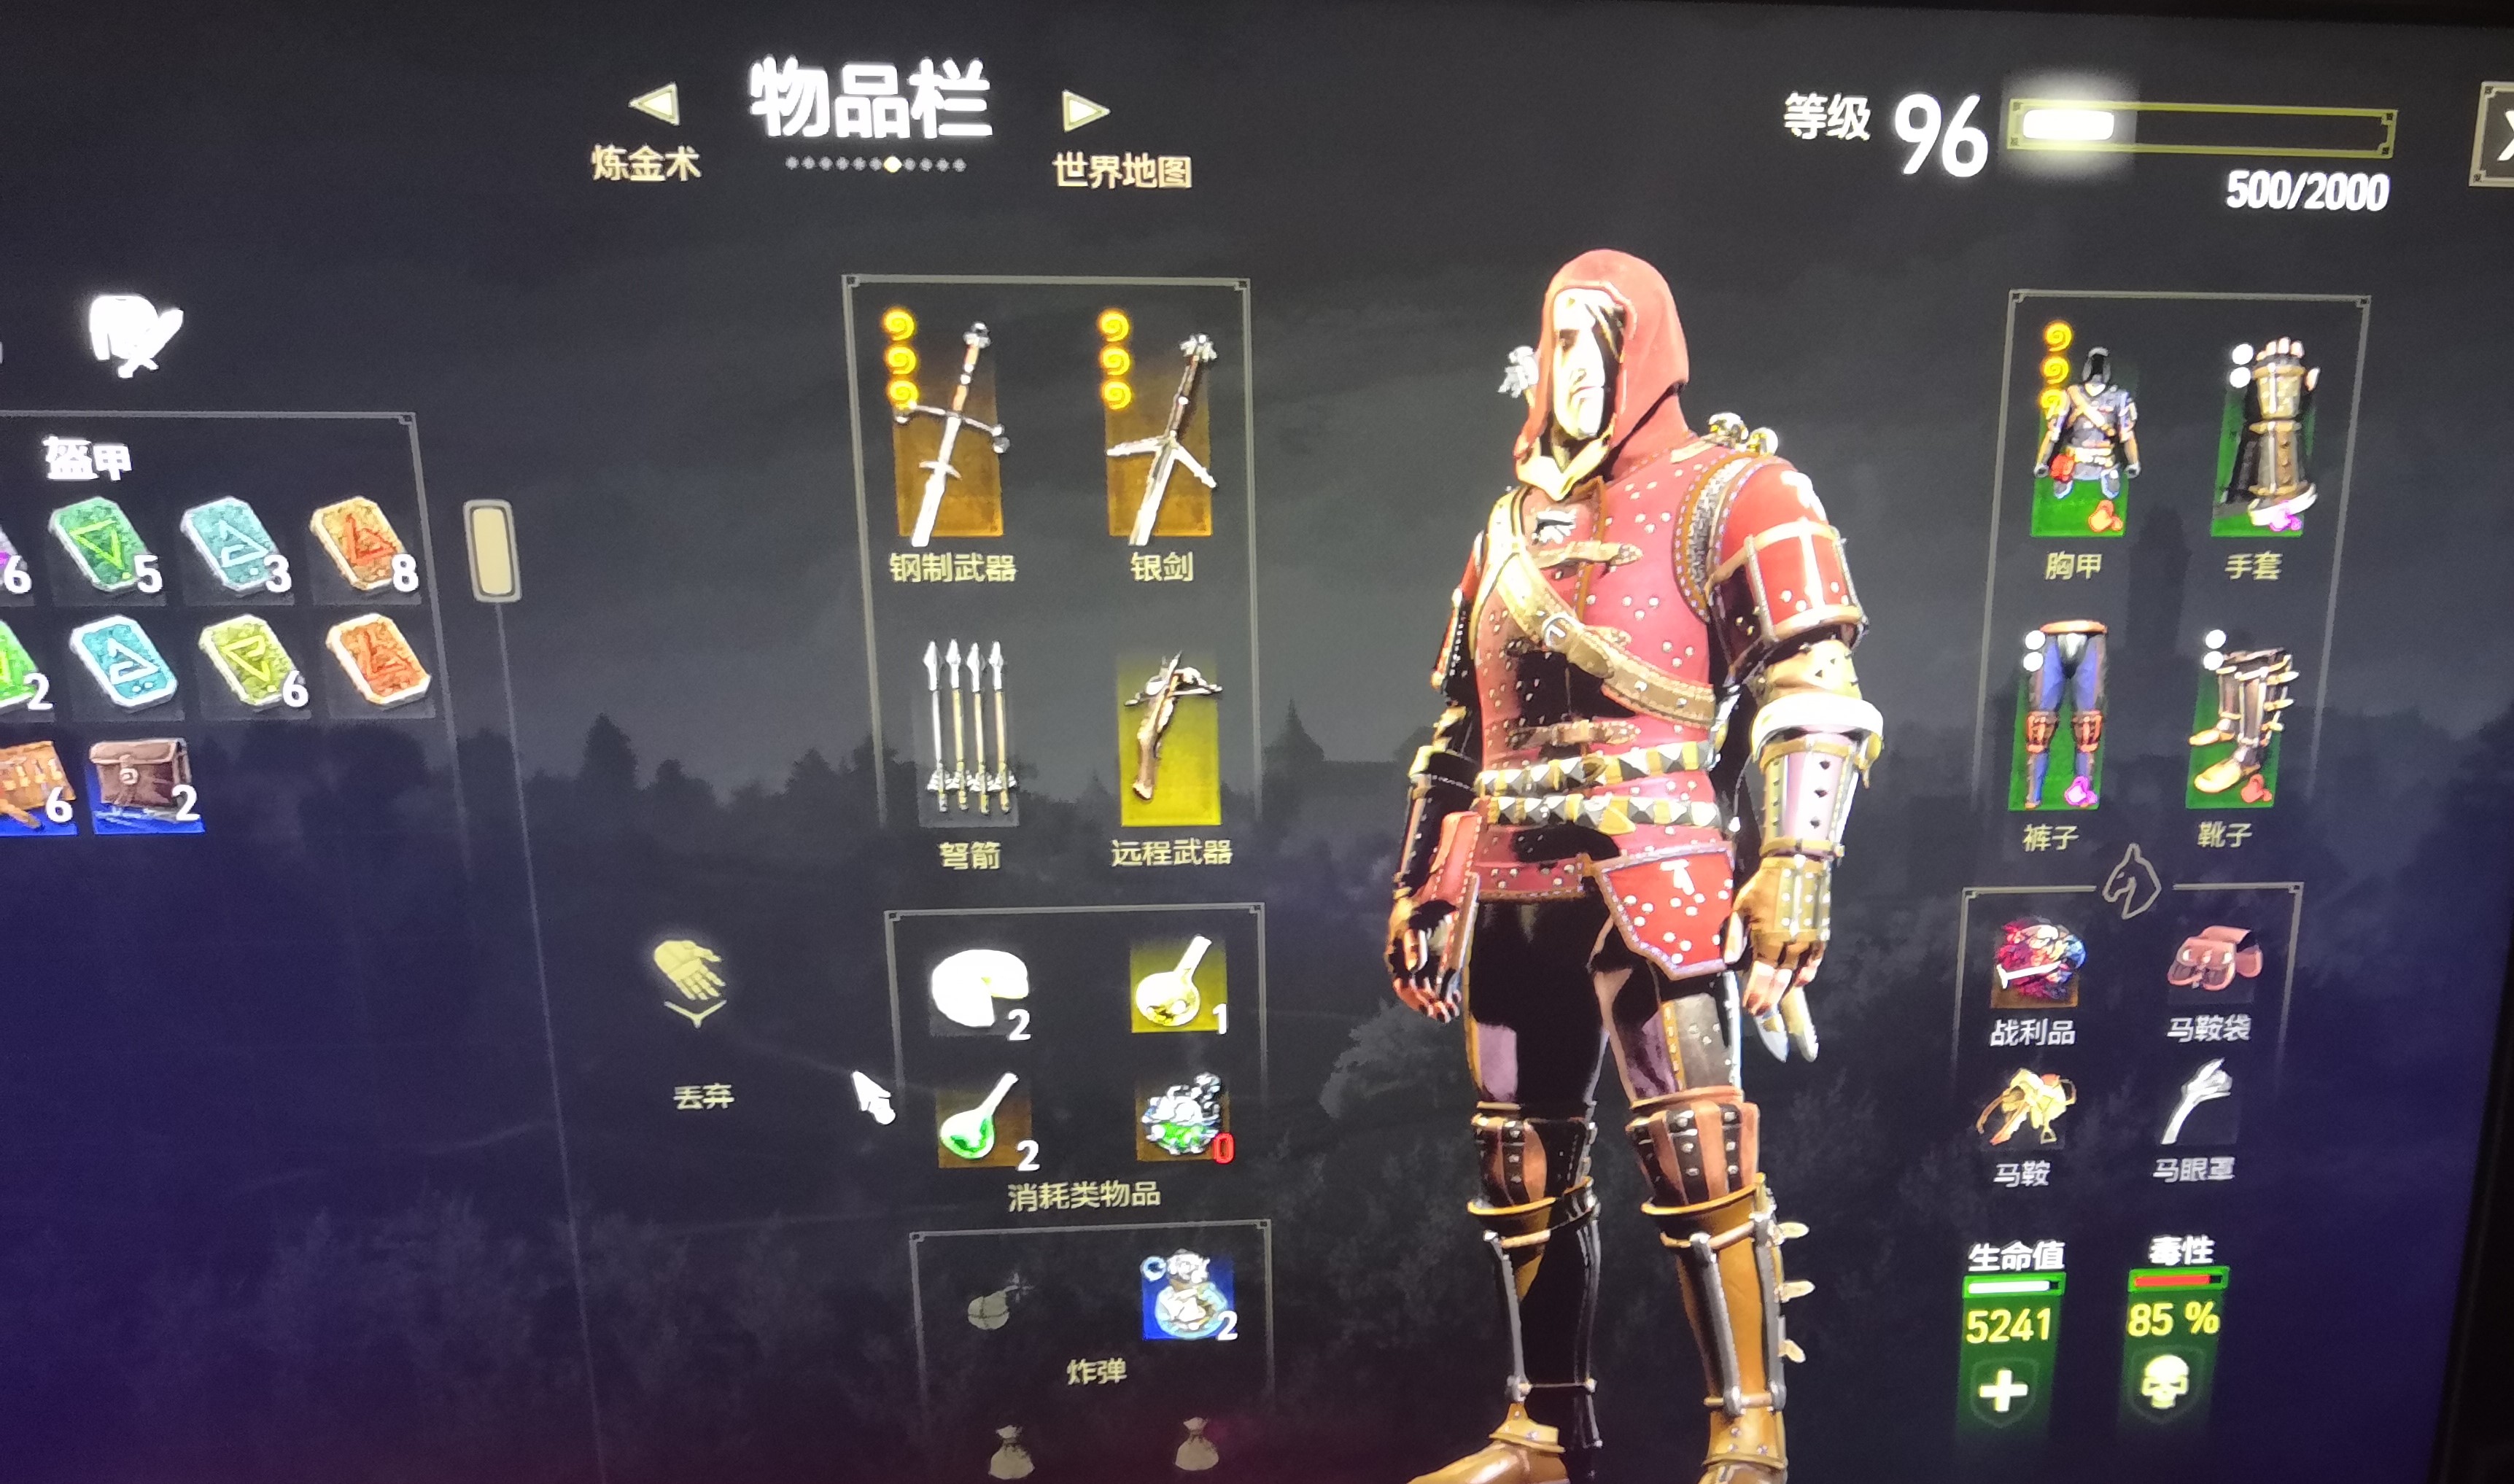 物品栏
炼金术
世界地图
等级 96
500/2000
盔甲
6
5
3
8
2
6
6
2
钢制武器
银剑
弩箭
远程武器
胸甲
手套
裤子
靴子
丢弃
2
1
2
0
消耗类物品
战利品
马鞍袋
马鞍
马眼罩
2
炸弹
生命值
毒性
5241
85 %